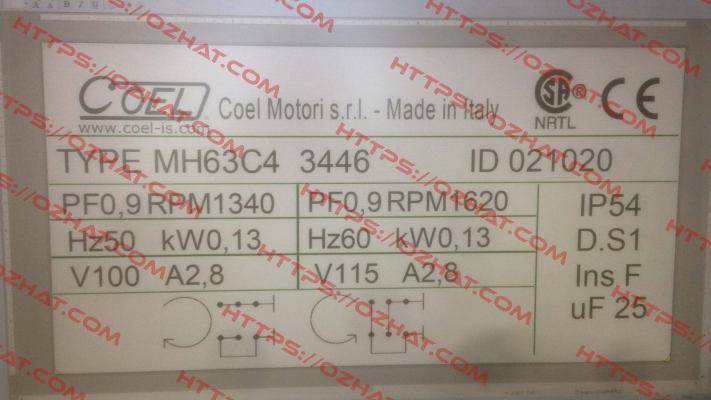 COEL
www.coel-is.com
Coel Motori s.r.l. - Made in Italy
SA ® CE
NRTL
TYPE MH63C4 3446 ID 021020
PF0,9 RPM1340 PF0,9 RPM1620 IP54
Hz50 kW0,13 Hz60 kW0,13 D.S1
V100 A2,8 V115 A2,8 Ins F
uF 25
HTTPS://OZHAT.COM